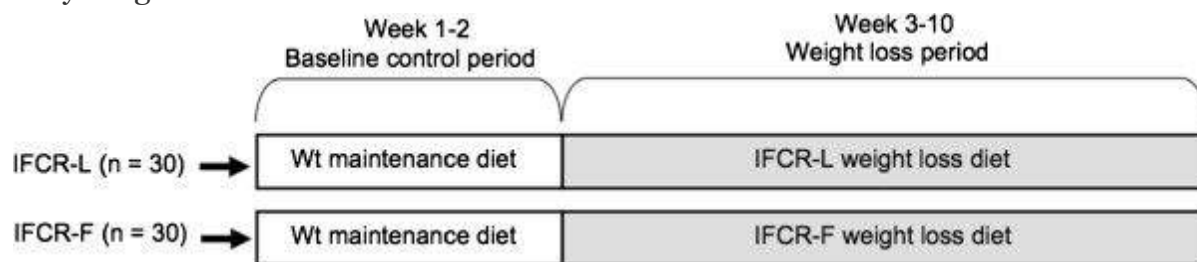 Week 1-2
Baseline control period
Week 3-10
Weight loss period
IFCR-L (n = 30)
Wt maintenance diet
IFCR-L weight loss diet
IFCR-F (n = 30)
Wt maintenance diet
IFCR-F weight loss diet